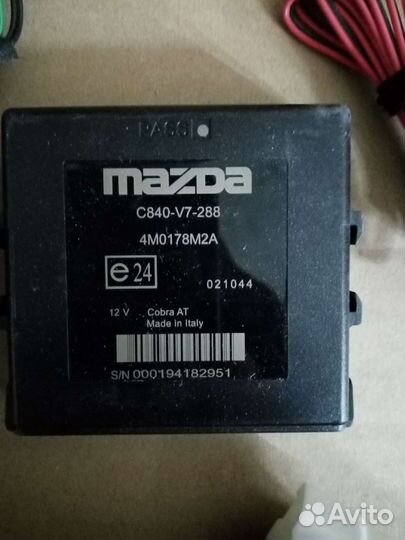 PASS
mazda
C840-V7-288
4M0178M2A
e24
021044
12 V Cobra AT
Made in Italy
S/N 000194182951
Avito